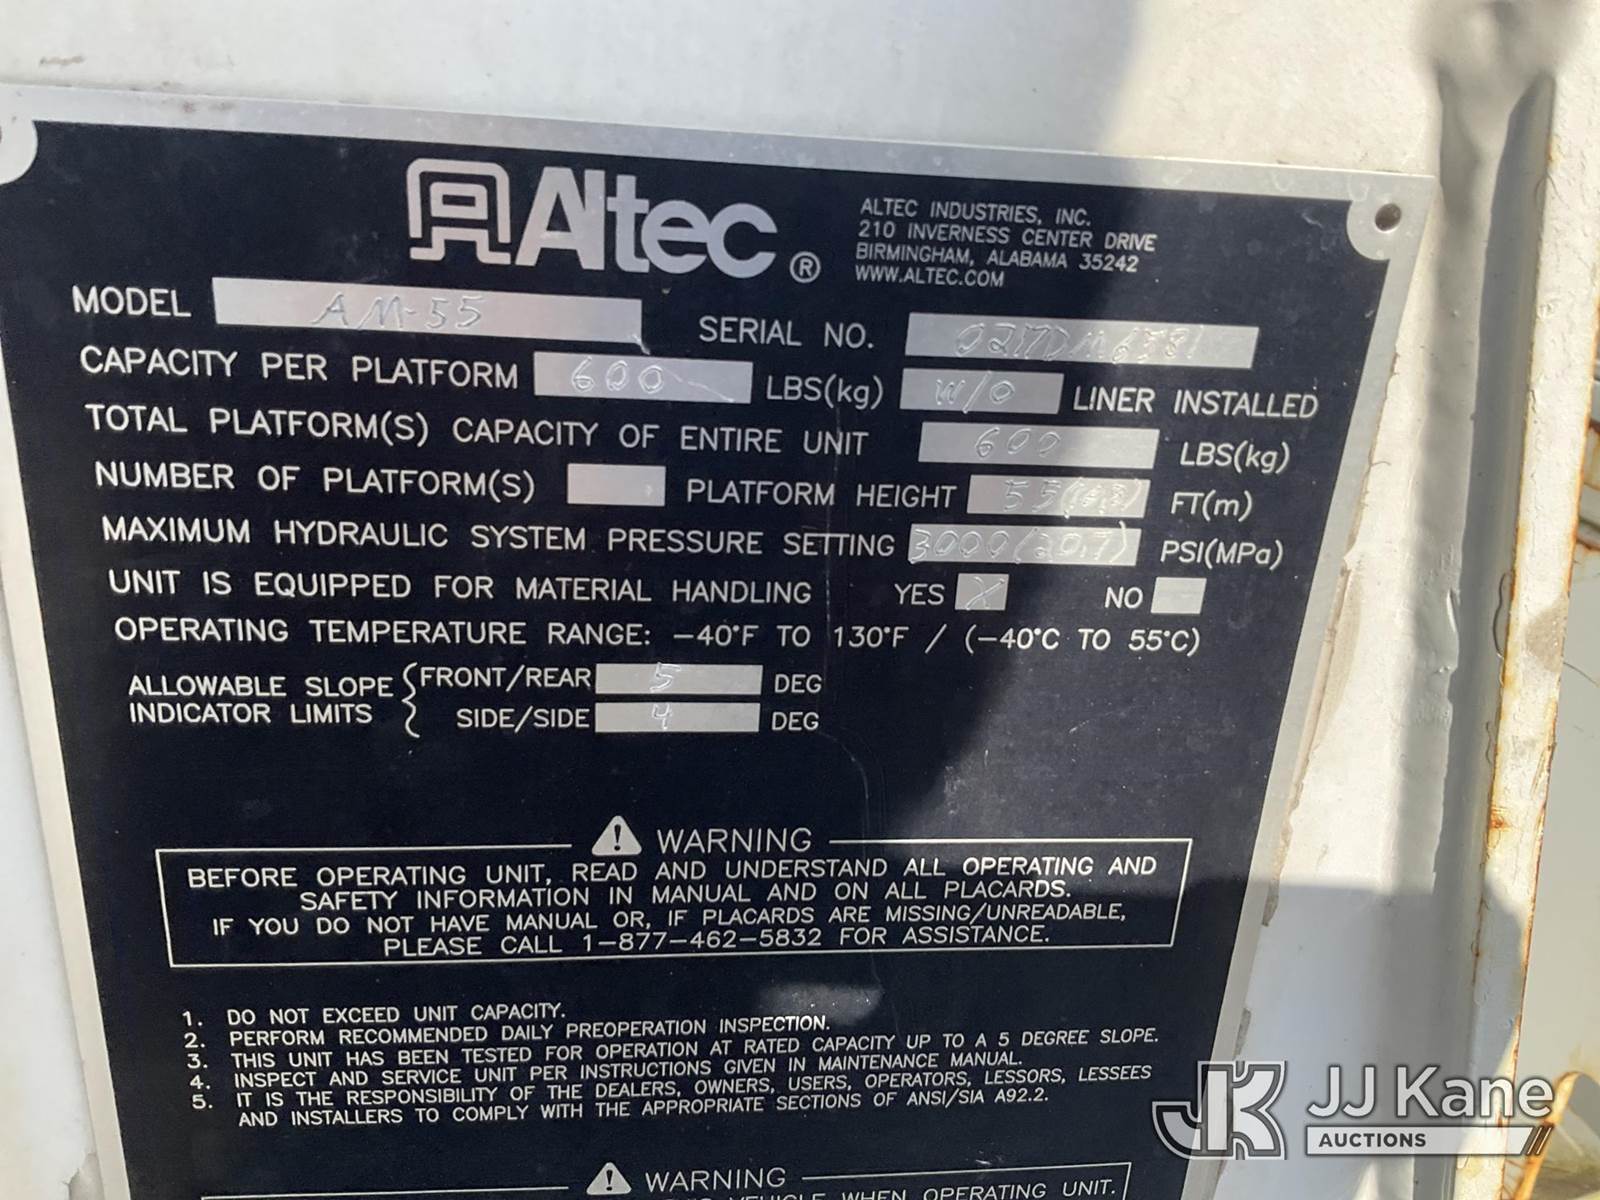 Altec®
ALTEC INDUSTRIES, INC.
210 INVERNESS CENTER DRIVE
BIRMINGHAM, ALABAMA 35242
WWW.ALTEC.COM
MODEL AM-55 SERIAL NO.
CAPACITY PER PLATFORM 600 LBS(kg) W/O LINER INSTALLED
TOTAL PLATFORM(S) CAPACITY OF ENTIRE UNIT 600 LBS(kg)
NUMBER OF PLATFORM(S) PLATFORM HEIGHT 55 FT(m)
MAXIMUM HYDRAULIC SYSTEM PRESSURE SETTING 3000(20.7) PSI(MPa)
UNIT IS EQUIPPED FOR MATERIAL HANDLING YES X NO
OPERATING TEMPERATURE RANGE: -40°F TO 130°F / (-40°C TO 55°C)
ALLOWABLE SLOPE INDICATOR LIMITS
FRONT/REAR 5 DEG
SIDE/SIDE 4 DEG
WARNING
BEFORE OPERATING UNIT, READ AND UNDERSTAND ALL OPERATING AND
SAFETY INFORMATION IN MANUAL AND ON ALL PLACARDS.
IF YOU DO NOT HAVE MANUAL OR, IF PLACARDS ARE MISSING/UNREADABLE,
PLEASE CALL 1-877-462-5832 FOR ASSISTANCE.
1. DO NOT EXCEED UNIT CAPACITY.
2. PERFORM RECOMMENDED DAILY PREOPERATION INSPECTION.
3. THIS UNIT HAS BEEN TESTED FOR OPERATION AT RATED CAPACITY UP TO A 5 DEGREE SLOPE.
4. INSPECT AND SERVICE UNIT PER INSTRUCTIONS GIVEN IN MAINTENANCE MANUAL.
5. IT IS THE RESPONSIBILITY OF THE DEALERS, OWNERS, USERS, OPERATORS, LESSORS, LESSEES
AND INSTALLERS TO COMPLY WITH THE APPROPRIATE SECTIONS OF ANSI/SIA A92.2.
WARNING
VEHICLE WHEN OPERATING UNIT.
JK JJ Kane
AUCTIONS